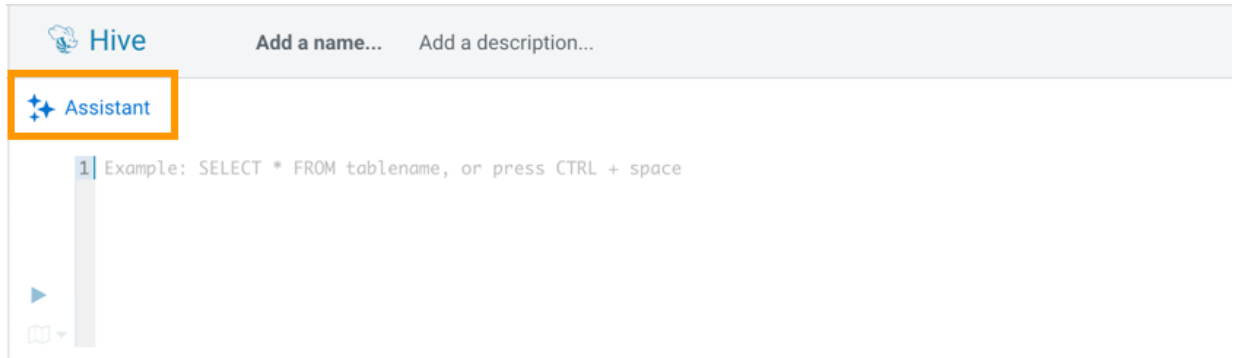 Hive Add a name... Add a description...
Assistant
1 Example: SELECT * FROM tablename, or press CTRL + space